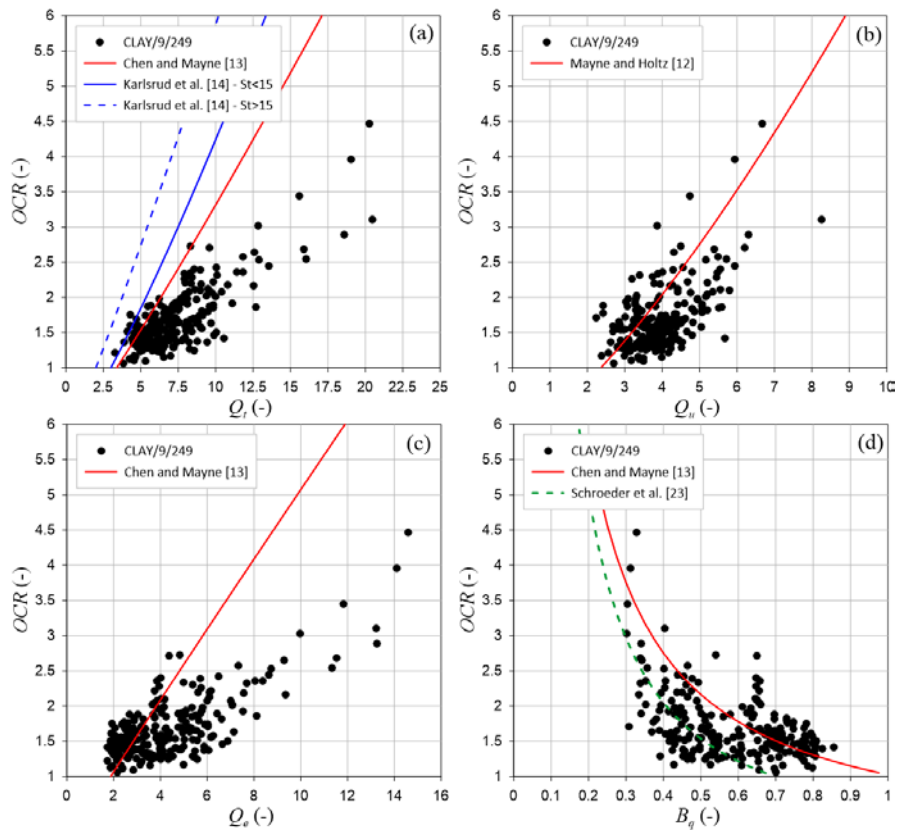 6
5.5
5
4.5
4
3.5
3
2.5
2
1.5
1
OCR (-)
(a)
CLAY/9/249
Chen and Mayne [13]
Karlsrud et al. [14] - St<15
Karlsrud et al. [14] - St>15
0 2.5 5 7.5 10 12.5 15 17.5 20 22.5 25
Qt (-)
6
5.5
5
4.5
4
3.5
3
2.5
2
1.5
1
OCR (-)
(b)
CLAY/9/249
Mayne and Holtz [12]
0 1 2 3 4 5 6 7 8 9 10
Qu (-)
6
5.5
5
4.5
4
3.5
3
2.5
2
1.5
1
OCR (-)
(c)
CLAY/9/249
Chen and Mayne [13]
0 2 4 6 8 10 12 14 16
Qe (-)
6
5.5
5
4.5
4
3.5
3
2.5
2
1.5
1
OCR (-)
(d)
CLAY/9/249
Chen and Mayne [13]
Schroeder et al. [23]
0 0.1 0.2 0.3 0.4 0.5 0.6 0.7 0.8 0.9 1
Bq (-)